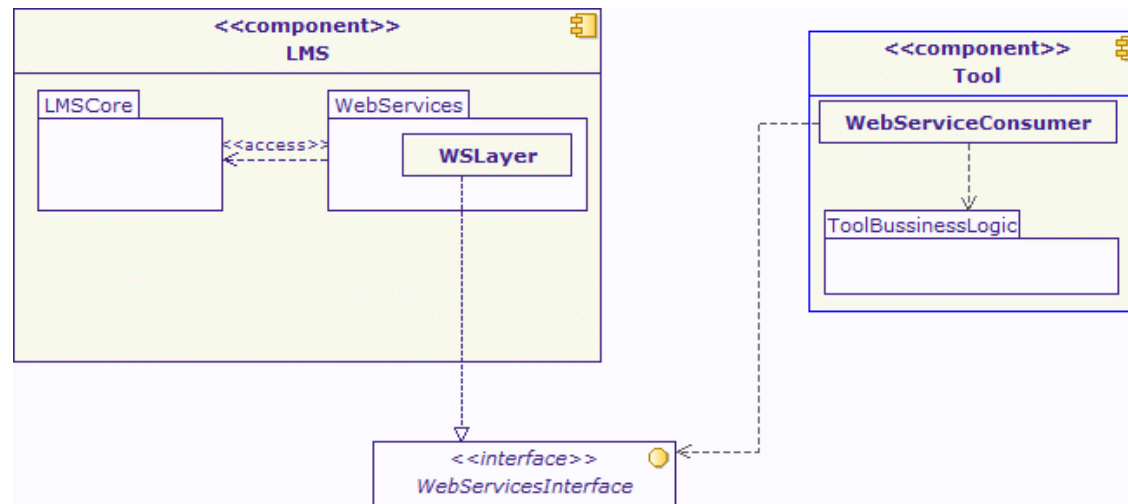 <<component>>
LMS
LMSCore
WebServices
<<access>>
WSLayer
<<component>>
Tool
WebServiceConsumer
ToolBussinessLogic
<<interface>>
WebServicesInterface